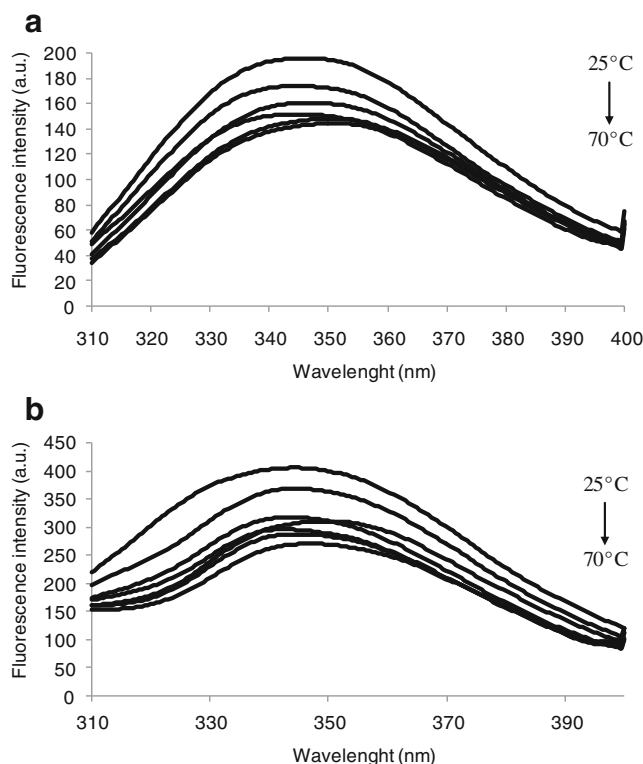 a
200
180
160
140
120
100
80
60
40
20
0
Fluorescence intensity (a.u.)
25°C
70°C
310 320 330 340 350 360 370 380 390 400
Wavelenght (nm)
b
450
400
350
300
250
200
150
100
50
0
Fluorescence intensity (a.u.)
25°C
70°C
310 330 350 370 390
Wavelenght (nm)